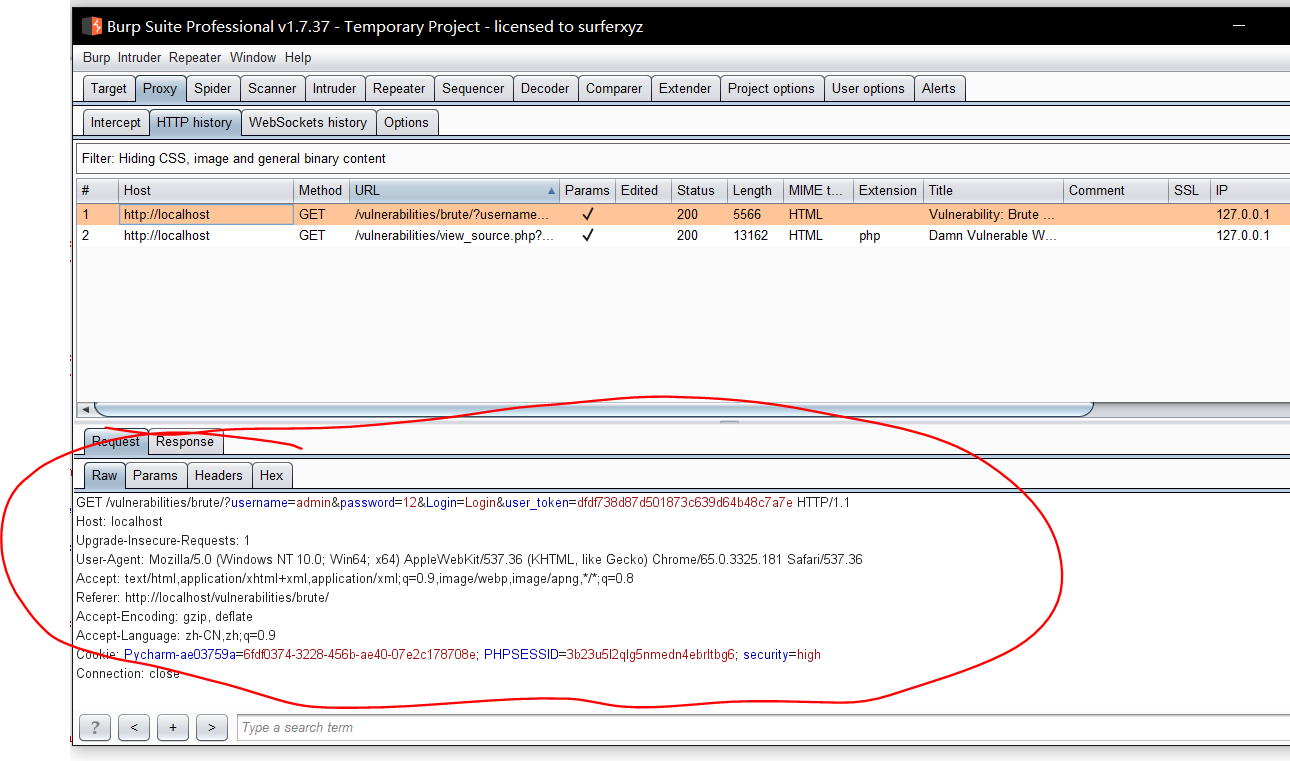 Burp Suite Professional v1.7.37 - Temporary Project - licensed to surferxyz
Burp Intruder Repeater Window Help
Target Proxy Spider Scanner Intruder Repeater Sequencer Decoder Comparer Extender Project options User options Alerts
Intercept HTTP history WebSockets history Options
Filter: Hiding CSS, image and general binary content
# Host Method URL Params Edited Status Length MIME t... Extension Title Comment SSL IP
1 http://localhost GET /vulnerabilities/brute/?username... ✓ 200 5566 HTML Vulnerability: Brute ... 127.0.0.1
2 http://localhost GET /vulnerabilities/view_source.php?... ✓ 200 13162 HTML php Damn Vulnerable W... 127.0.0.1
Request Response
Raw Params Headers Hex
GET /vulnerabilities/brute/?username=admin&password=12&Login=Login&user_token=dfdf738d87d501873c639d64b48c7a7e HTTP/1.1
Host: localhost
Upgrade-Insecure-Requests: 1
User-Agent: Mozilla/5.0 (Windows NT 10.0; Win64; x64) AppleWebKit/537.36 (KHTML, like Gecko) Chrome/65.0.3325.181 Safari/537.36
Accept: text/html,application/xhtml+xml,application/xml;q=0.9,image/webp,image/apng,*/*;q=0.8
Referer: http://localhost/vulnerabilities/brute/
Accept-Encoding: gzip, deflate
Accept-Language: zh-CN,zh;q=0.9
Cookie: Pycharm-ae03759a=6fdf0374-3228-456b-ae40-07e2c178708e; PHPSESSID=3b23u5l2qlg5nmedn4ebrltbg6; security=high
Connection: close
? < + > Type a search term